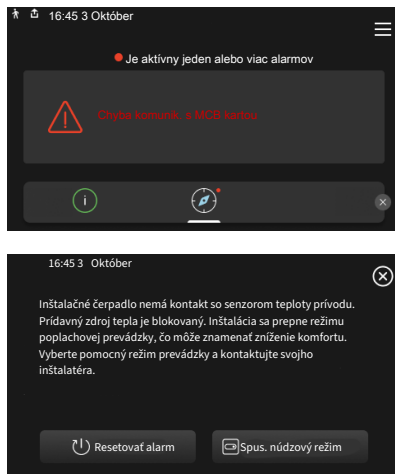 16:45 3 Október
Je aktívny jeden alebo viac alarmov
Chyba komunik. s MCB kartou
16:45 3 Október
Inštalačné čerpadlo nemá kontakt so senzorom teploty prívodu.
Prídavný zdroj tepla je blokovaný. Inštalácia sa prepne režimu
poplachovej prevádzky, čo môže znamenať zníženie komfortu.
Vyberte pomocný režim prevádzky a kontaktujte svojho
inštalatéra.
Resetovať alarm
Spus. núdzový režim